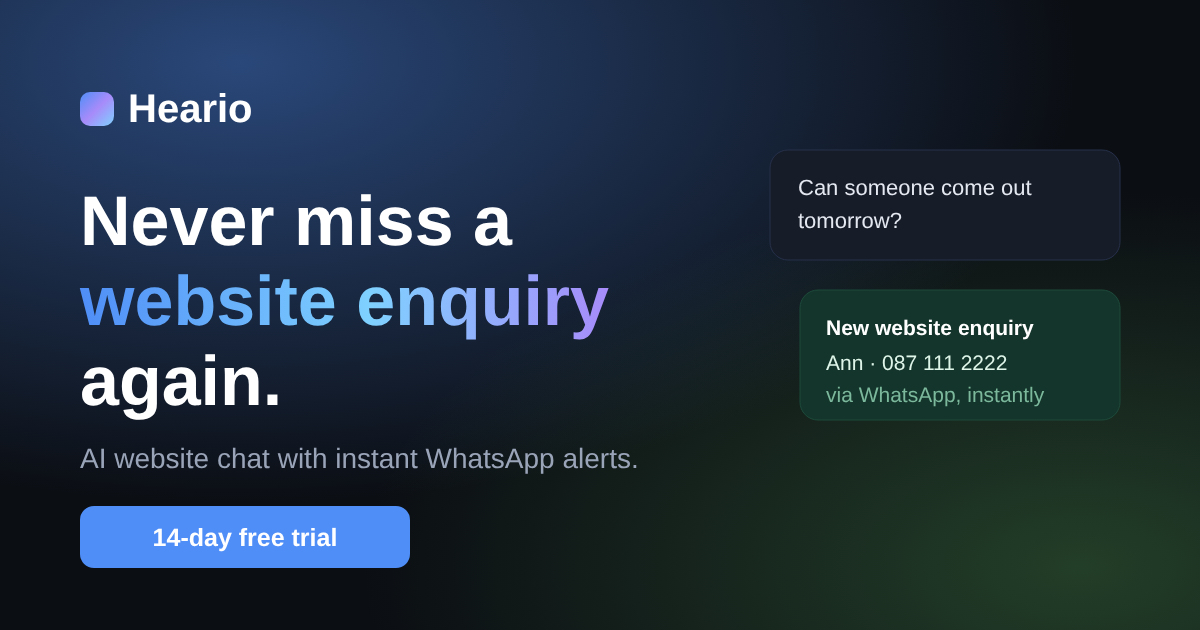 Heario
Never miss a
website enquiry
again.
AI website chat with instant WhatsApp alerts.
14-day free trial
Can someone come out
tomorrow?
New website enquiry
Ann · 087 111 2222
via WhatsApp, instantly